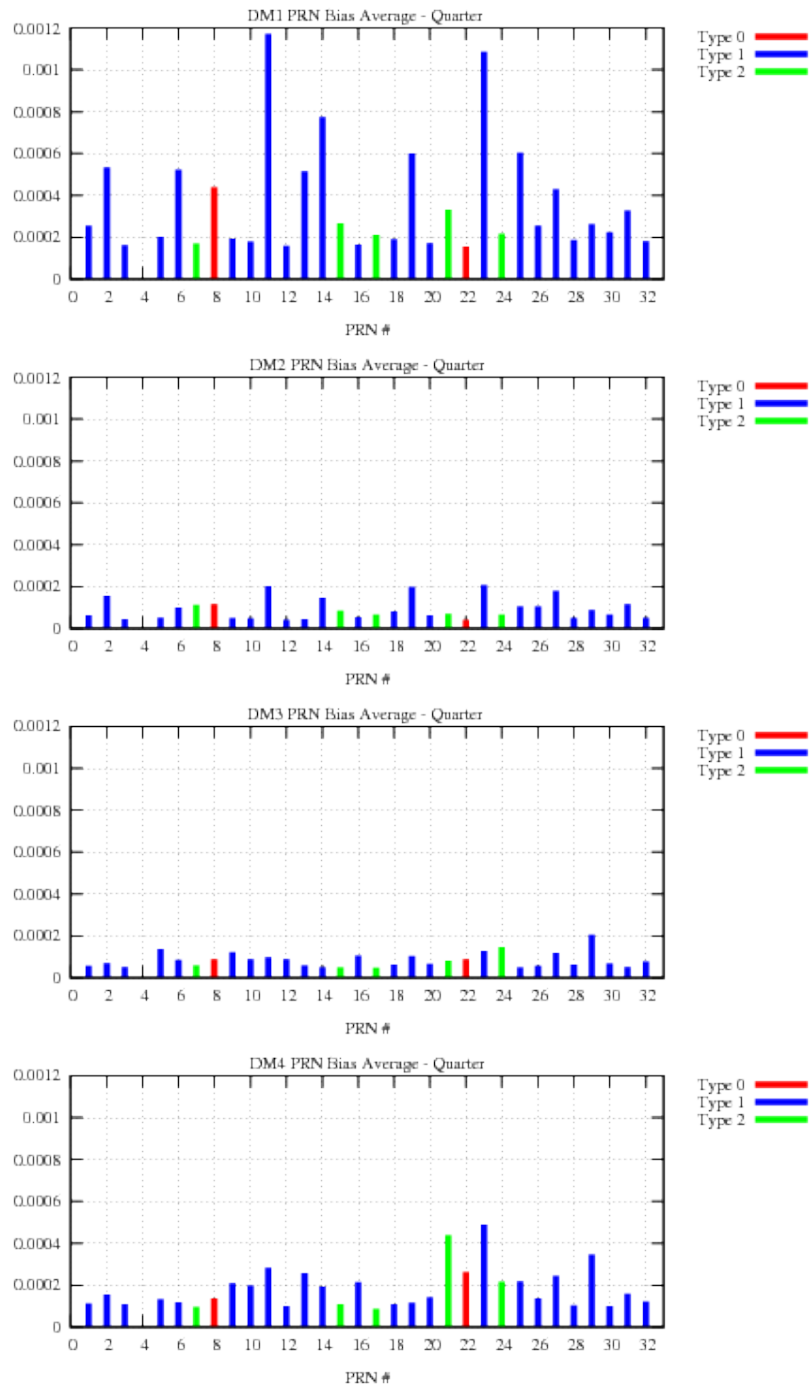 DM1 PRN Bias Average - Quarter
0.0012
0.001
0.0008
0.0006
0.0004
0.0002
0
0 2 4 6 8 10 12 14 16 18 20 22 24 26 28 30 32
PRN #
Type 0
Type 1
Type 2
DM2 PRN Bias Average - Quarter
0.0012
0.001
0.0008
0.0006
0.0004
0.0002
0
0 2 4 6 8 10 12 14 16 18 20 22 24 26 28 30 32
PRN #
Type 0
Type 1
Type 2
DM3 PRN Bias Average - Quarter
0.0012
0.001
0.0008
0.0006
0.0004
0.0002
0
0 2 4 6 8 10 12 14 16 18 20 22 24 26 28 30 32
PRN #
Type 0
Type 1
Type 2
DM4 PRN Bias Average - Quarter
0.0012
0.001
0.0008
0.0006
0.0004
0.0002
0
0 2 4 6 8 10 12 14 16 18 20 22 24 26 28 30 32
PRN #
Type 0
Type 1
Type 2